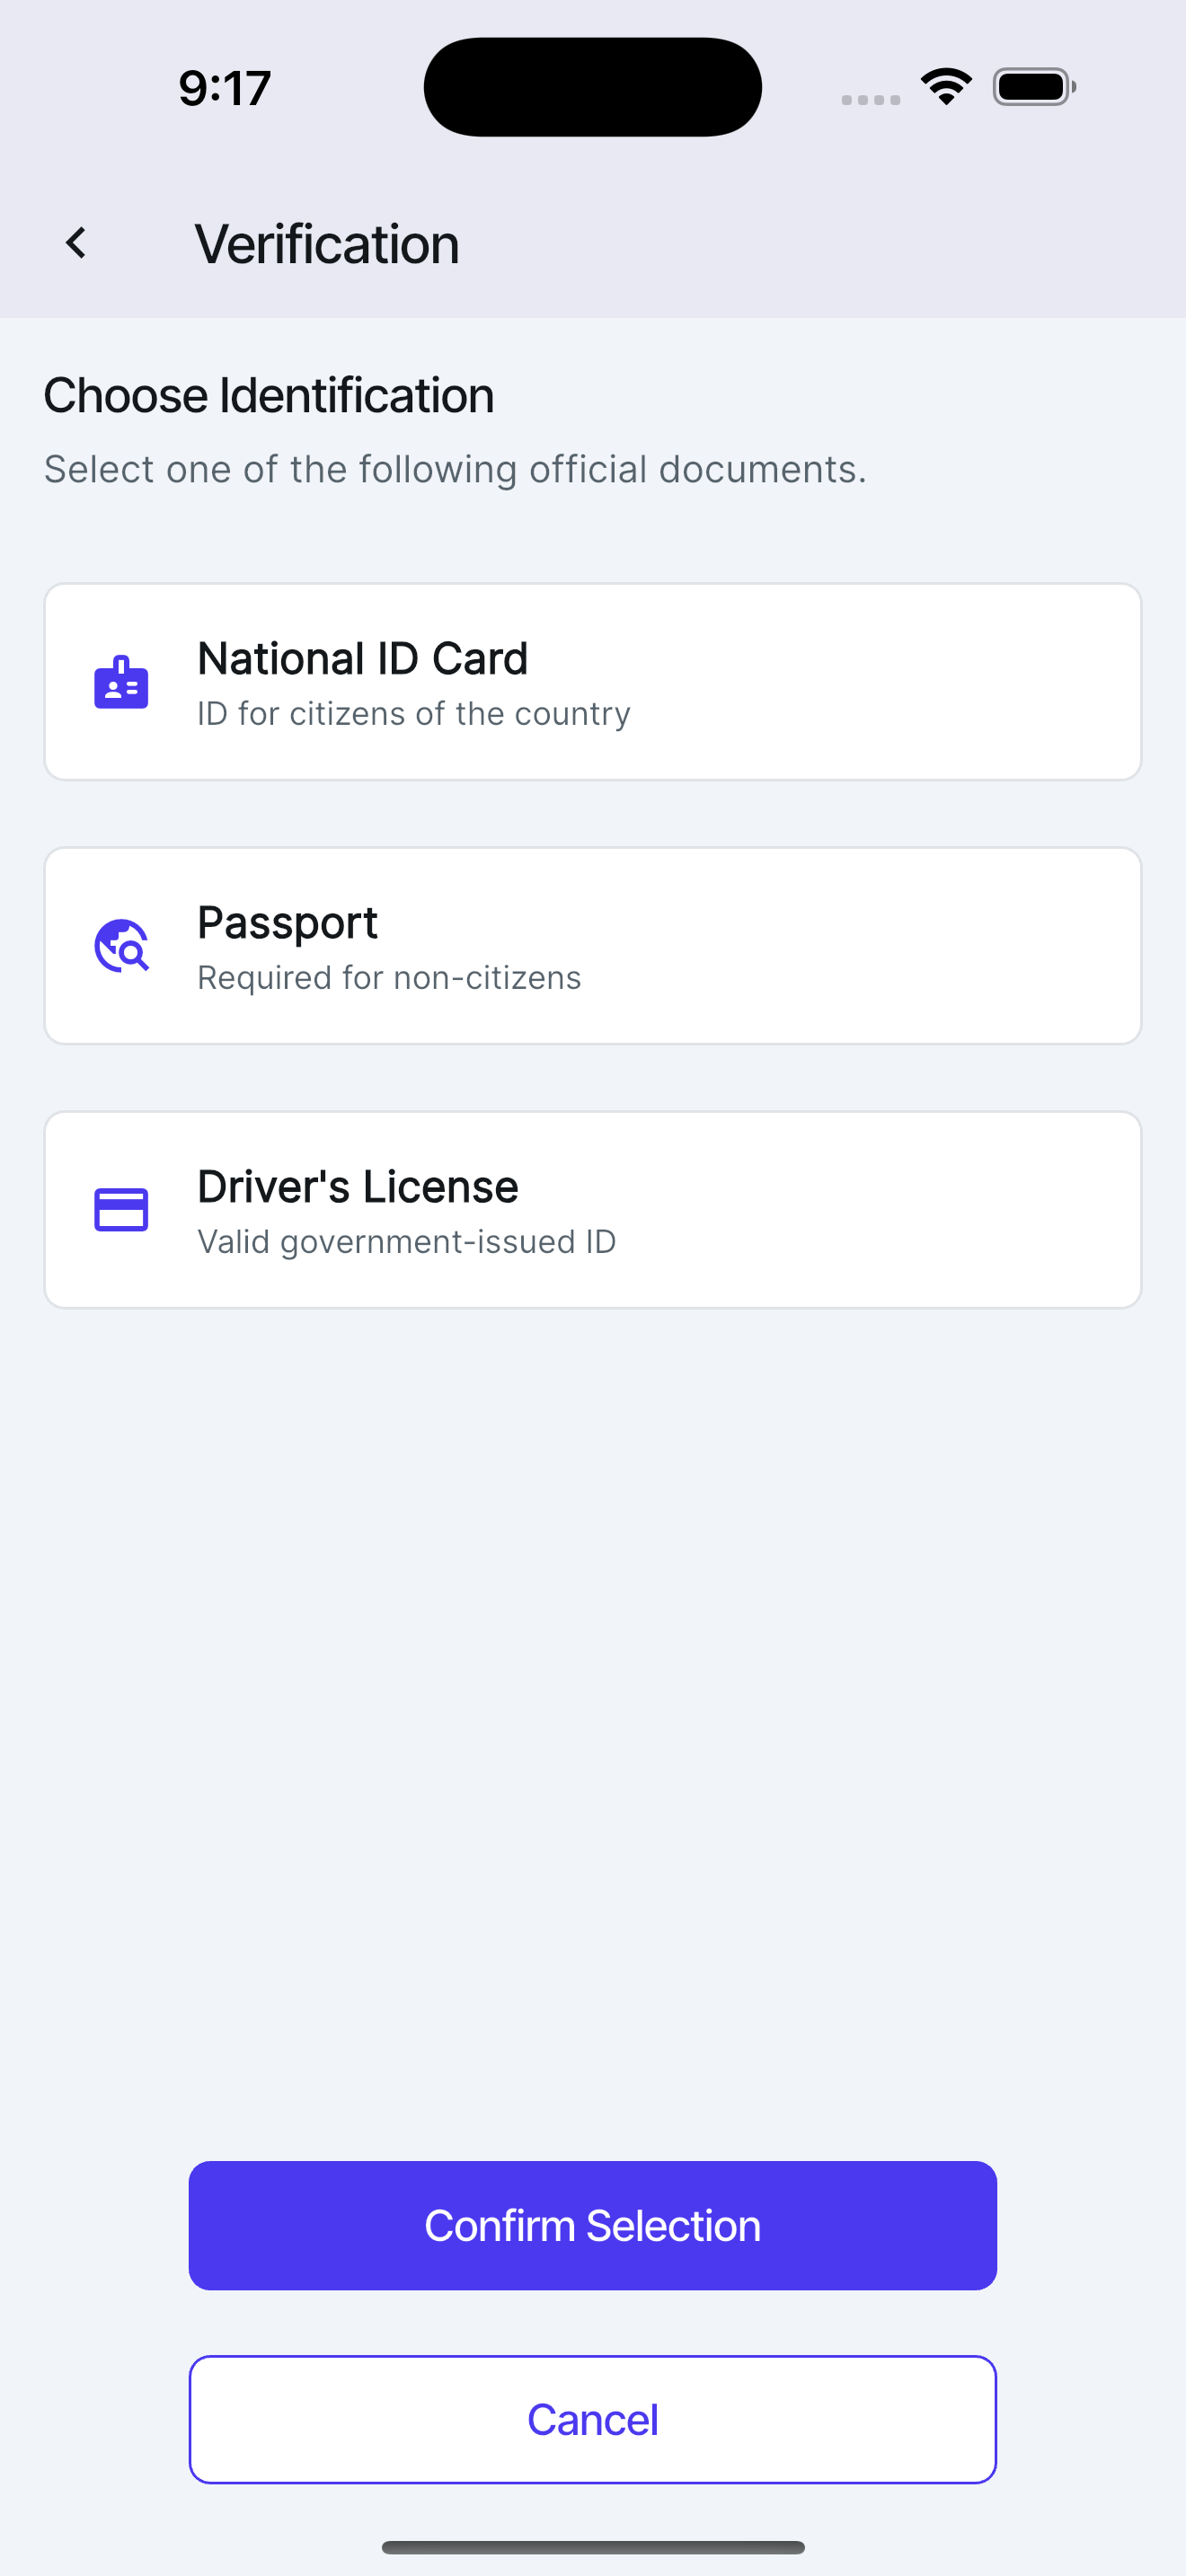 9:17
Verification
Choose Identification
Select one of the following official documents.
National ID Card
ID for citizens of the country
Passport
Required for non-citizens
Driver's License
Valid government-issued ID
Confirm Selection
Cancel